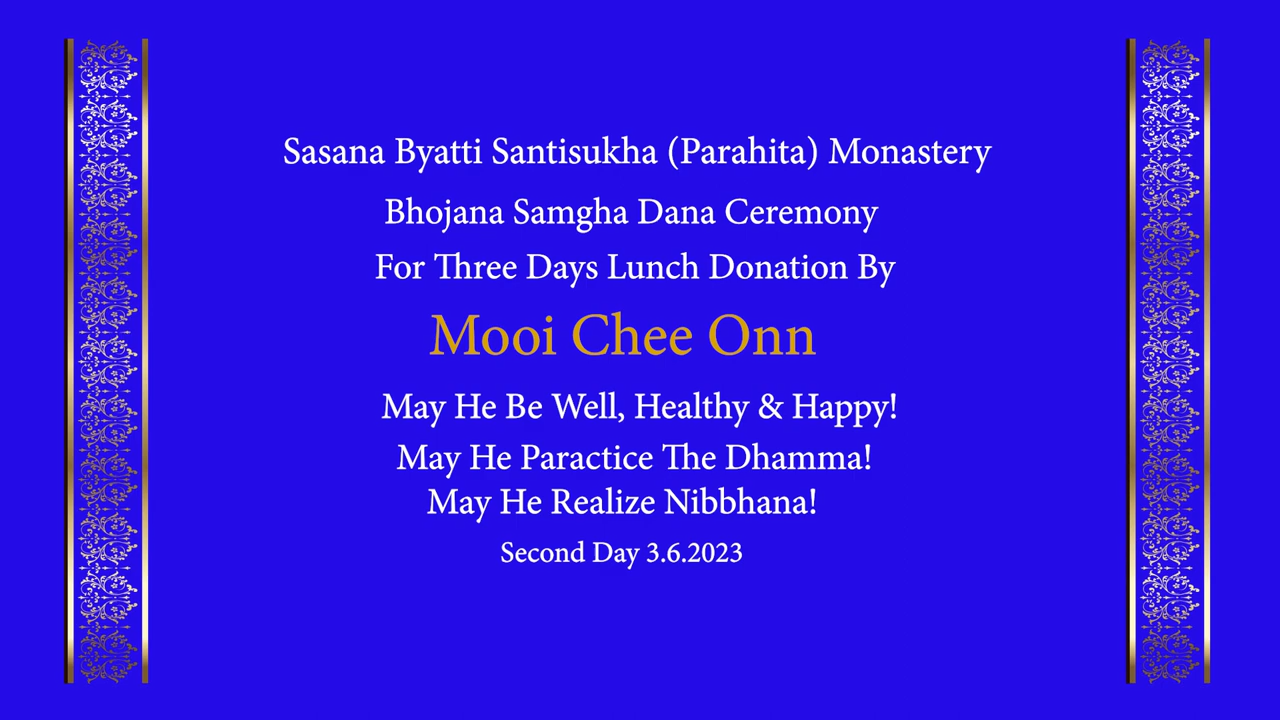 Sasana Byatti Santisukha (Parahita) Monastery
Bhojana Samgha Dana Ceremony
For Three Days Lunch Donation By
Mooi Chee Onn
May He Be Well, Healthy & Happy!
May He Paractice The Dhamma!
May He Realize Nibbhana!
Second Day 3.6.2023